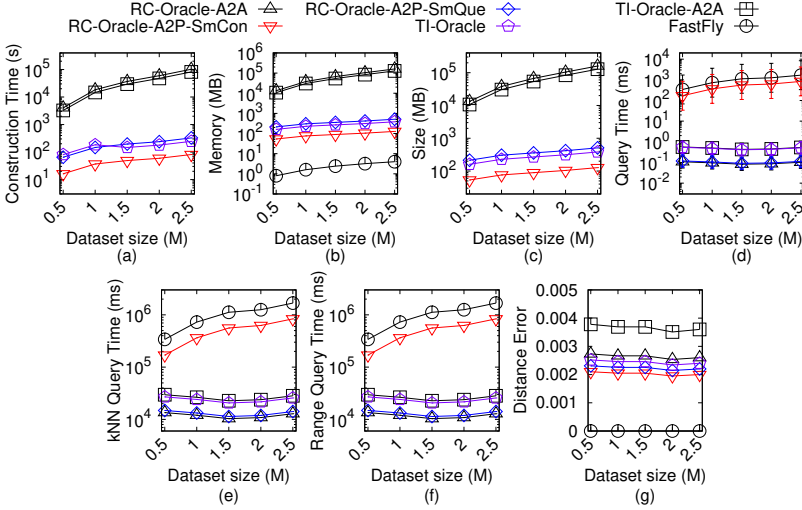 RC-Oracle-A2A RC-Oracle-A2P-SmQue TI-Oracle-A2A
RC-Oracle-A2P-SmCon TI-Oracle FastFly
Construction Time (s)
10^5
10^4
10^3
10^2
10^1
0.5 1 1.5 2 2.5
Dataset size (M)
(a)
Memory (MB)
10^6
10^5
10^4
10^3
10^2
10^1
10^0
10^-1
0.5 1 1.5 2 2.5
Dataset size (M)
(b)
Size (MB)
10^5
10^4
10^3
10^2
0.5 1 1.5 2 2.5
Dataset size (M)
(c)
Query Time (ms)
10^4
10^3
10^2
10^1
10^0
10^-1
10^-2
0.5 1 1.5 2 2.5
Dataset size (M)
(d)
kNN Query Time (ms)
10^6
10^5
10^4
0.5 1 1.5 2 2.5
Dataset size (M)
(e)
Range Query Time (ms)
10^6
10^5
10^4
0.5 1 1.5 2 2.5
Dataset size (M)
(f)
Distance Error
0.005
0.004
0.003
0.002
0.001
0
0.5 1 1.5 2 2.5
Dataset size (M)
(g)